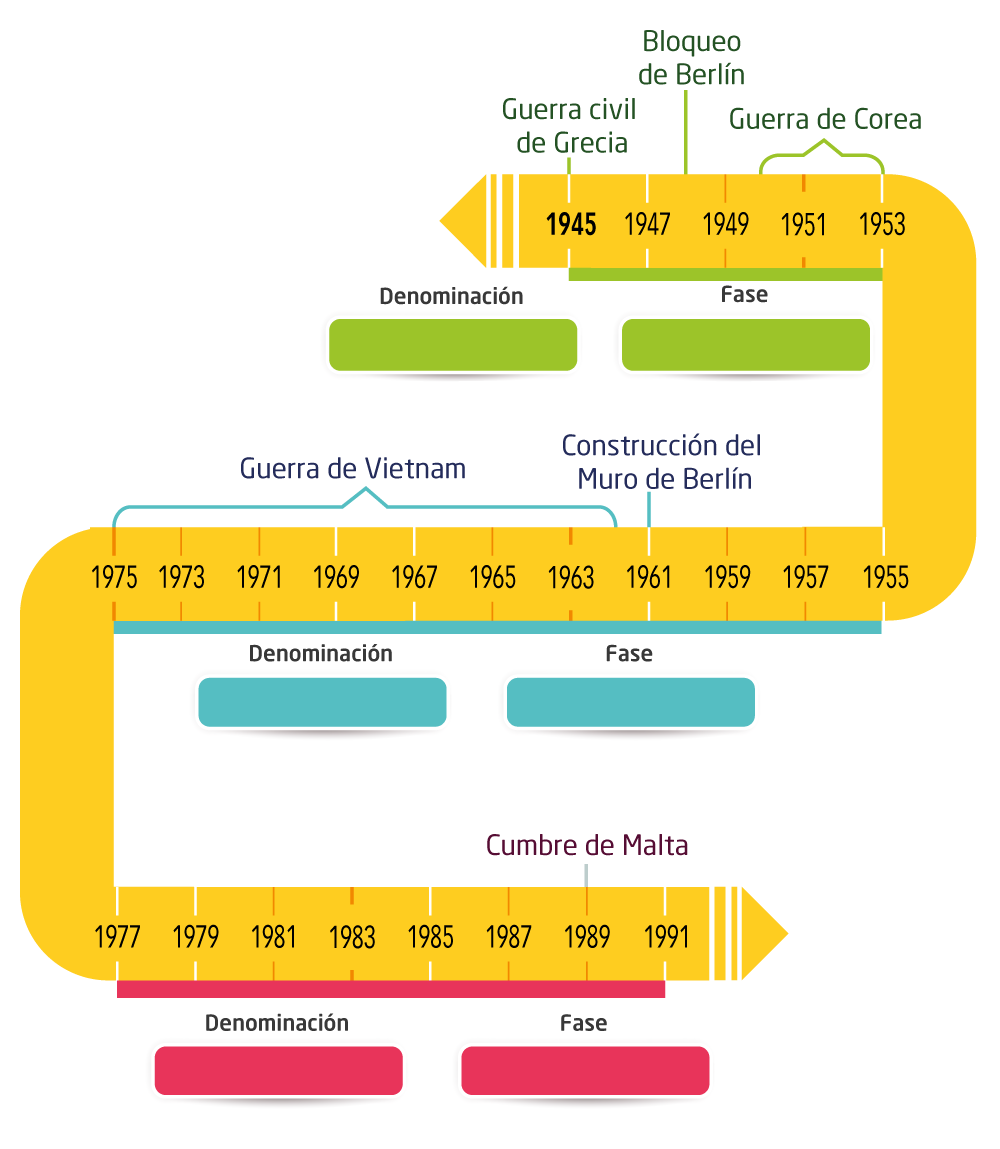 Bloqueo
de Berlín
Guerra civil
de Grecia
Guerra de Corea
1945 1947 1949 1951 1953
Denominación Fase
Guerra de Vietnam
Construcción del
Muro de Berlín
1975 1973 1971 1969 1967 1965 1963 1961 1959 1957 1955
Denominación Fase
Cumbre de Malta
1977 1979 1981 1983 1985 1987 1989 1991
Denominación Fase